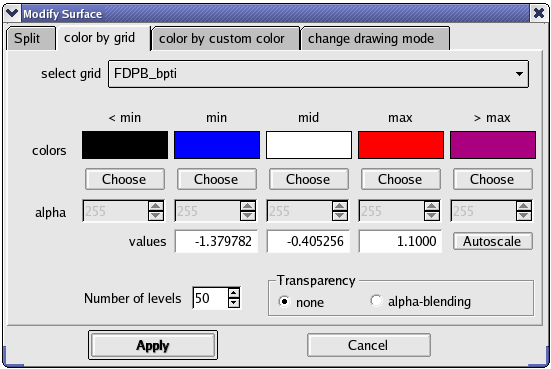 Modify Surface
Split color by grid color by custom color change drawing mode
select grid FDPB_bpti
< min min mid max > max
colors
Choose Choose Choose Choose Choose
alpha 255 255 255 255 255
values -1.379782 -0.405256 1.1000 Autoscale
Transparency
Number of levels 50 none alpha-blending
Apply Cancel